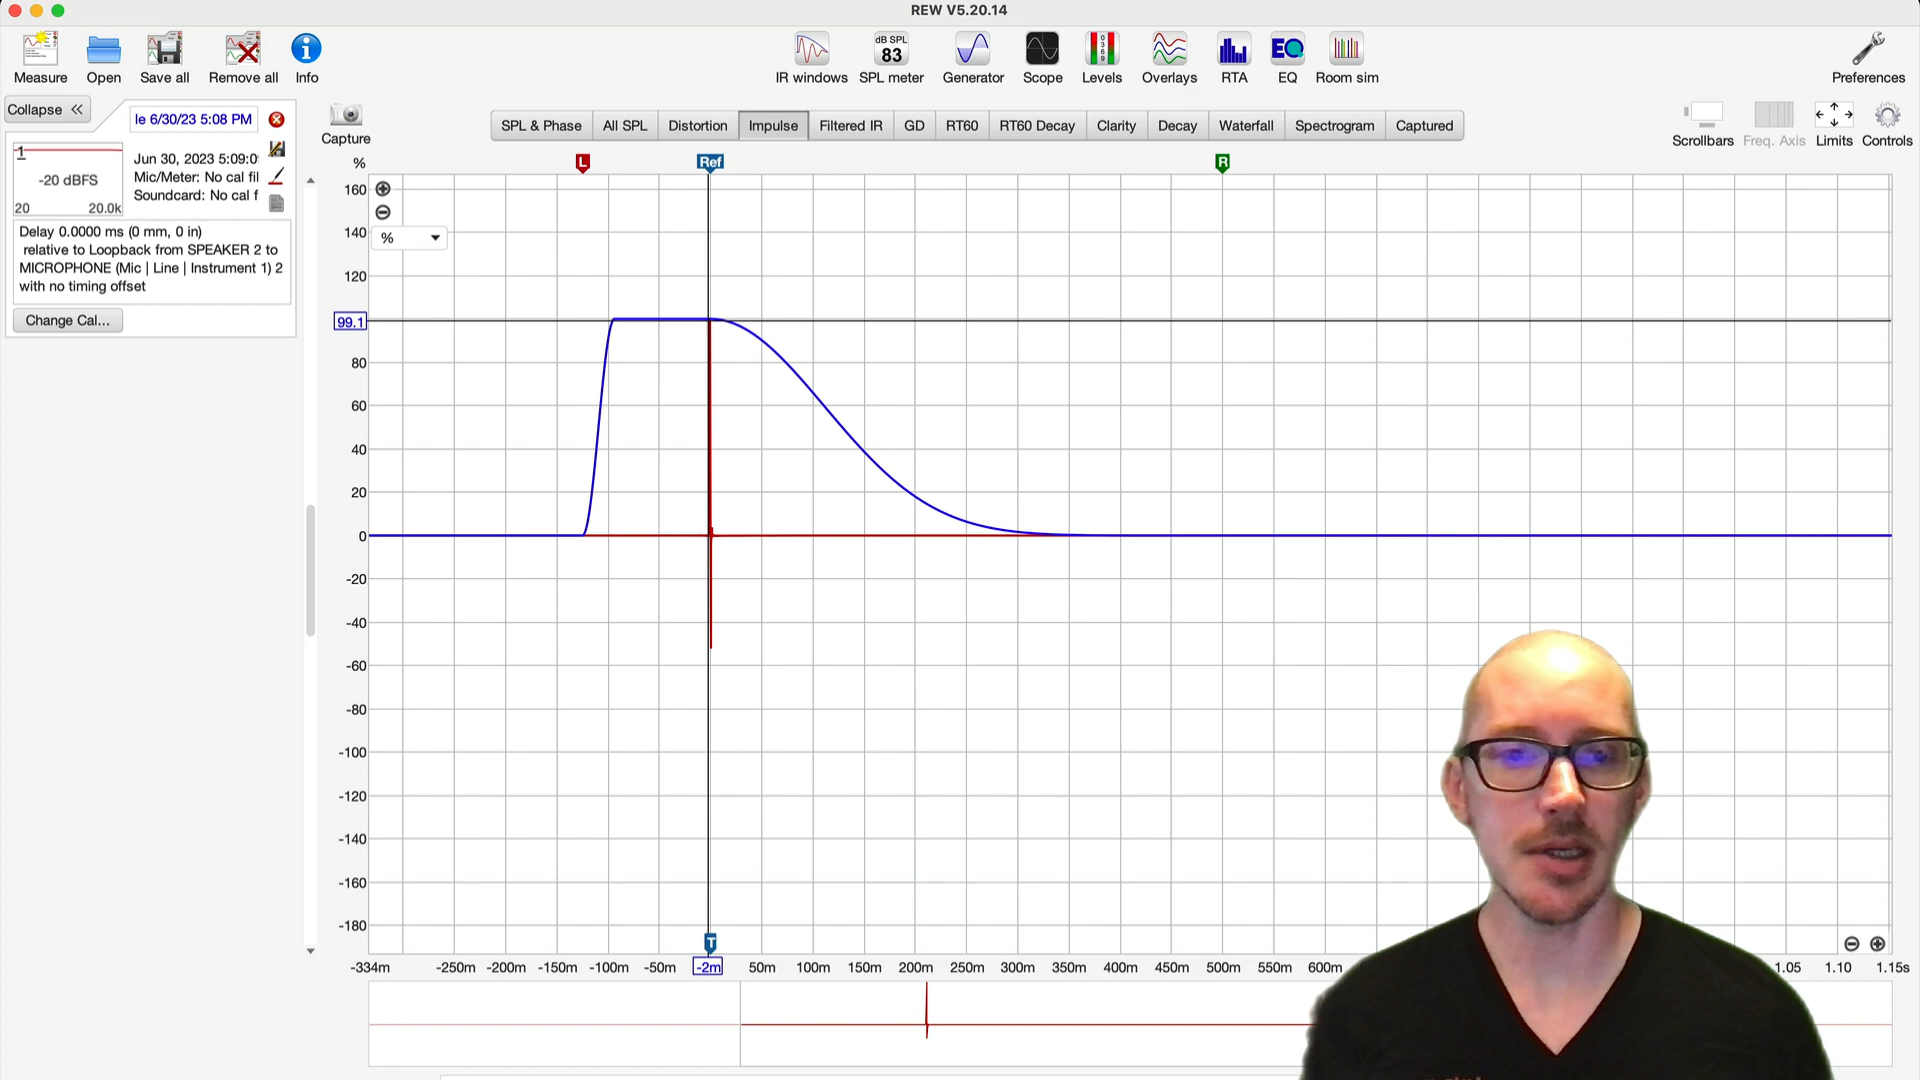 REW V5.20.14
Measure Open Save all Remove all Info
IR windows dB SPL 83 SPL meter Generator Scope Levels Overlays RTA EQ EQ Room sim
Preferences
Collapse
le 6/30/23 5:08 PM
Capture
SPL & Phase All SPL Distortion Impulse Filtered IR GD RT60 RT60 Decay Clarity Decay Waterfall Spectrogram Captured
Scrollbars Freq. Axis Limits Controls
1
-20 dBFS
20 20.0k
Jun 30, 2023 5:09:0
Mic/Meter: No cal fil
Soundcard: No cal f
Delay 0.0000 ms (0 mm, 0 in)
relative to Loopback from SPEAKER 2 to
MICROPHONE (Mic | Line | Instrument 1) 2
with no timing offset
Change Cal...
%
L Ref R
160
140
%
120
99.1
80
60
40
20
0
-20
-40
-60
-80
-100
-120
-140
-160
-180
T
-334m -250m -200m -150m -100m -50m -2m 50m 100m 150m 200m 250m 300m 350m 400m 450m 500m 550m 600m 1.05 1.10 1.15s